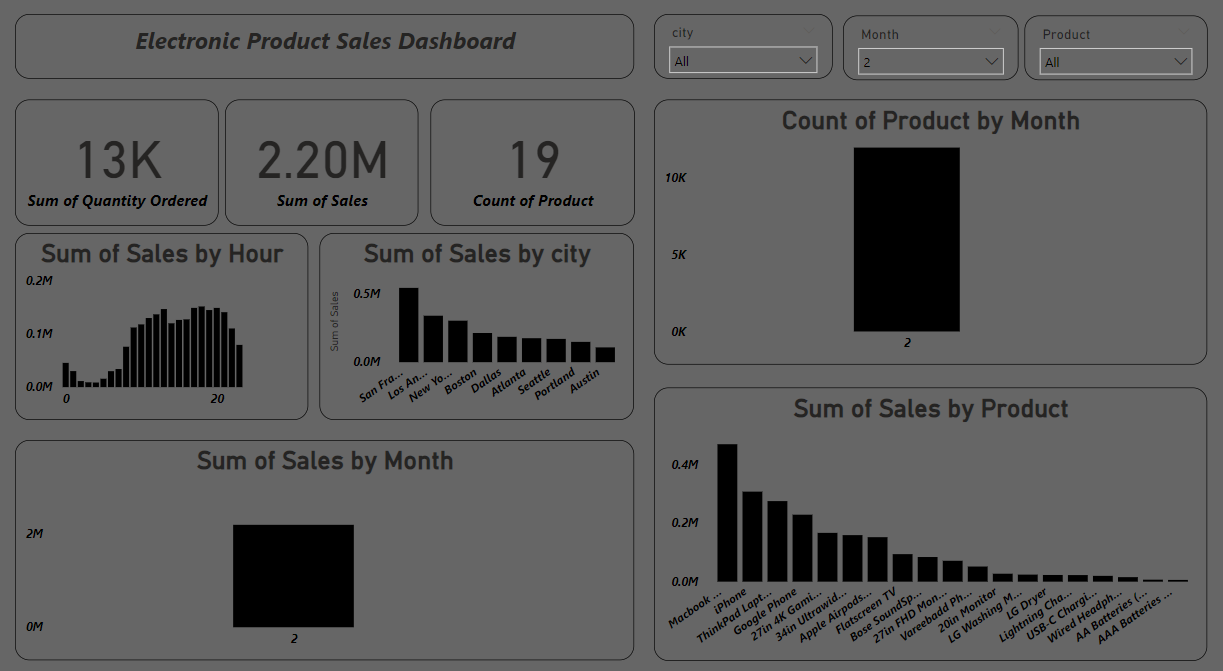 Electronic Product Sales Dashboard
city
All
Month
2
Product
All
13K
Sum of Quantity Ordered
2.20M
Sum of Sales
19
Count of Product
Count of Product by Month
10K
5K
0K
2
Sum of Sales by Hour
0.2M
0.1M
0.0M
0
20
Sum of Sales by city
Sum of Sales
0.5M
0.0M
San Fra...
Los An...
New Yo...
Boston
Dallas
Atlanta
Seattle
Portland
Austin
Sum of Sales by Month
2M
0M
2
Sum of Sales by Product
0.4M
0.2M
0.0M
Macbook ...
iPhone
ThinkPad Lapt...
Google Phone
27in 4K Gami...
34in Ultrawid...
Apple Airpods...
Flatscreen TV
Bose SoundSp...
27in FHD Mon...
Vareebadd Ph...
20in Monitor
LG Washing M...
LG Dryer
Lightning Cha...
USB-C Chargi...
Wired Headph...
AA Batteries (...
AAA Batteries ...